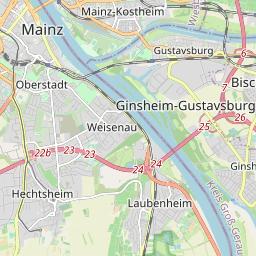 Mainz-Kostheim
Mainz
Gustavsburg
Oberstadt
Bisc
Ginsheim-Gustavsburg
Weisenau
25
26
22b
23
23
24
24
Ginsh
Hechtsheim
Laubenheim
Kreis Groß-Gerau